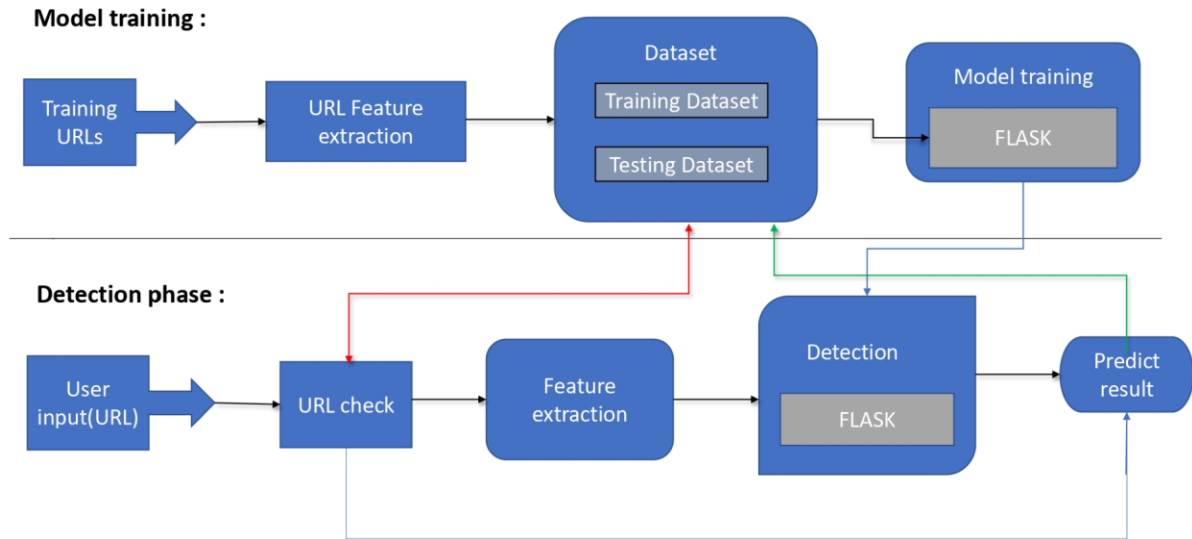 Model training :
Training
URLs
URL Feature
extraction
Dataset
Training Dataset
Testing Dataset
Model training
FLASK
Detection phase :
User
input(URL)
URL check
Feature
extraction
Detection
FLASK
Predict
result